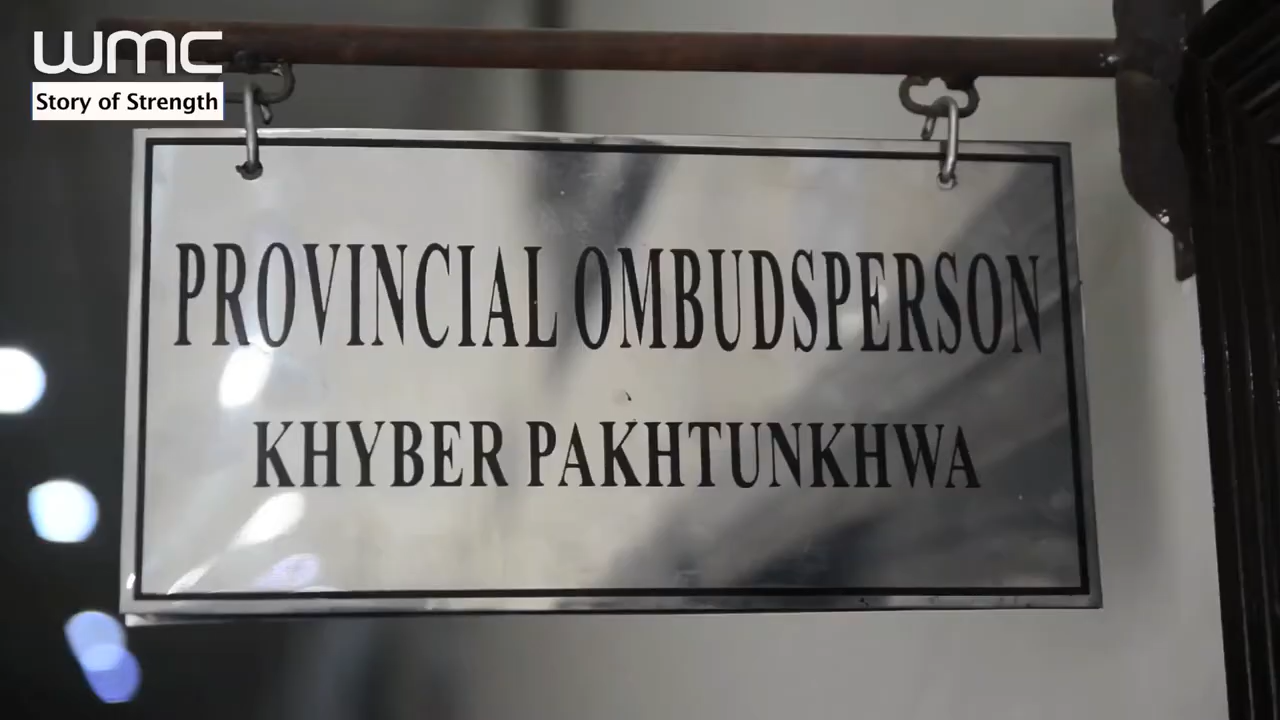 WMC
Story of Strength
PROVINCIAL OMBUDSPERSON
KHYBER PAKHTUNKHWA